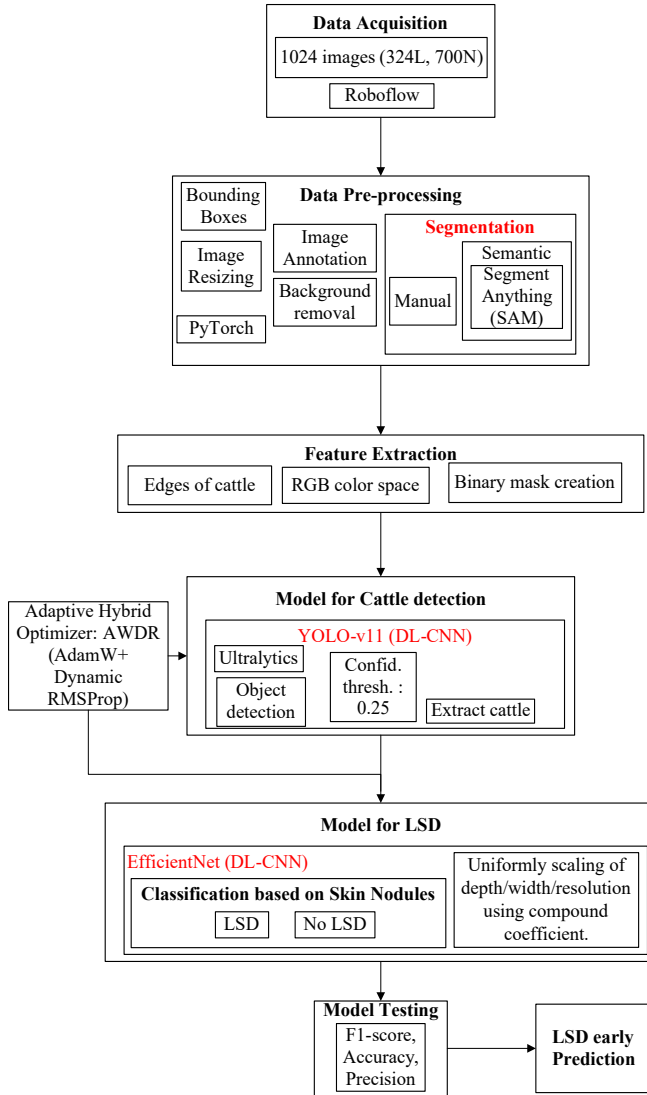 Data Acquisition
1024 images (324L, 700N)
Roboflow
Data Pre-processing
Bounding
Boxes
Image
Resizing
PyTorch
Image
Annotation
Background
removal
Segmentation
Manual
Semantic
Segment
Anything
(SAM)
Feature Extraction
Edges of cattle
RGB color space
Binary mask creation
Adaptive Hybrid
Optimizer: AWDR
(AdamW+
Dynamic
RMSProp)
Model for Cattle detection
YOLO-v11 (DL-CNN)
Ultralytics
Object
detection
Confid.
thresh. :
0.25
Extract cattle
Model for LSD
EfficientNet (DL-CNN)
Classification based on Skin Nodules
LSD
No LSD
Uniformly scaling of
depth/width/resolution
using compound
coefficient.
Model Testing
F1-score,
Accuracy,
Precision
LSD early
Prediction